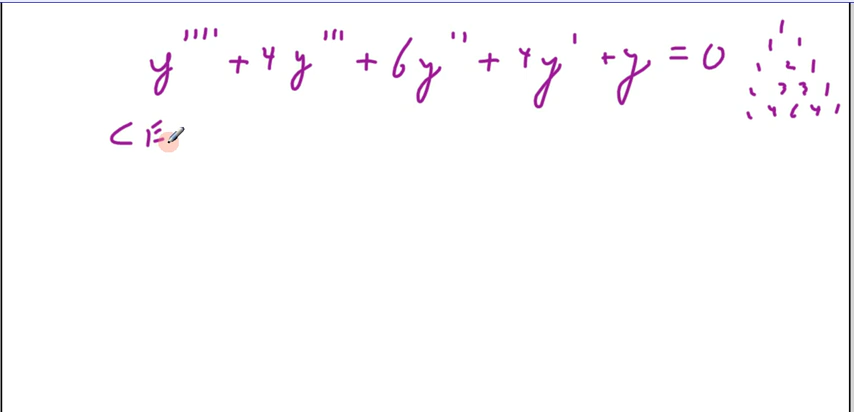 y'''' + 4y''' + 6y'' + 4y' + y = 0
1
1 1
1 2 1
1 3 3 1
1 4 6 4 1
CE